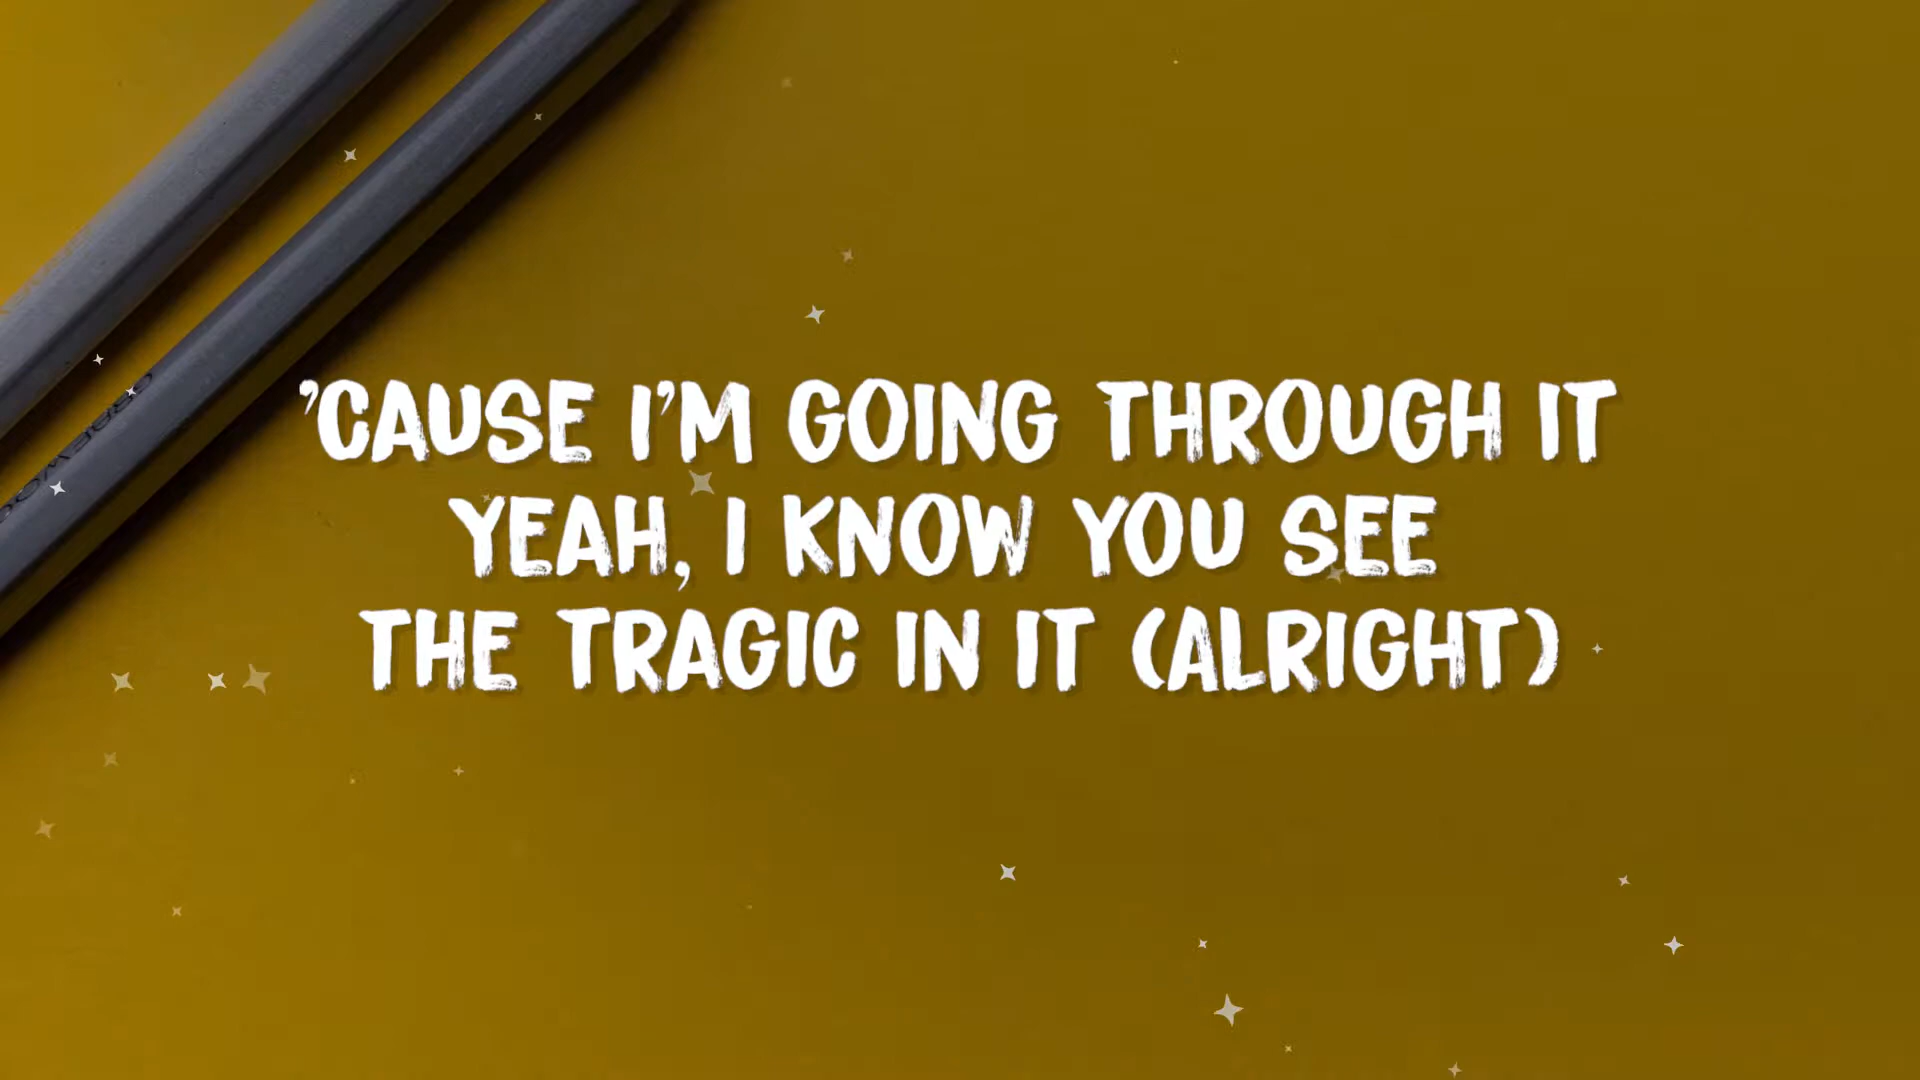 'CAUSE I'M GOING THROUGH IT
YEAH, I KNOW YOU SEE
THE TRAGIC IN IT (ALRIGHT)